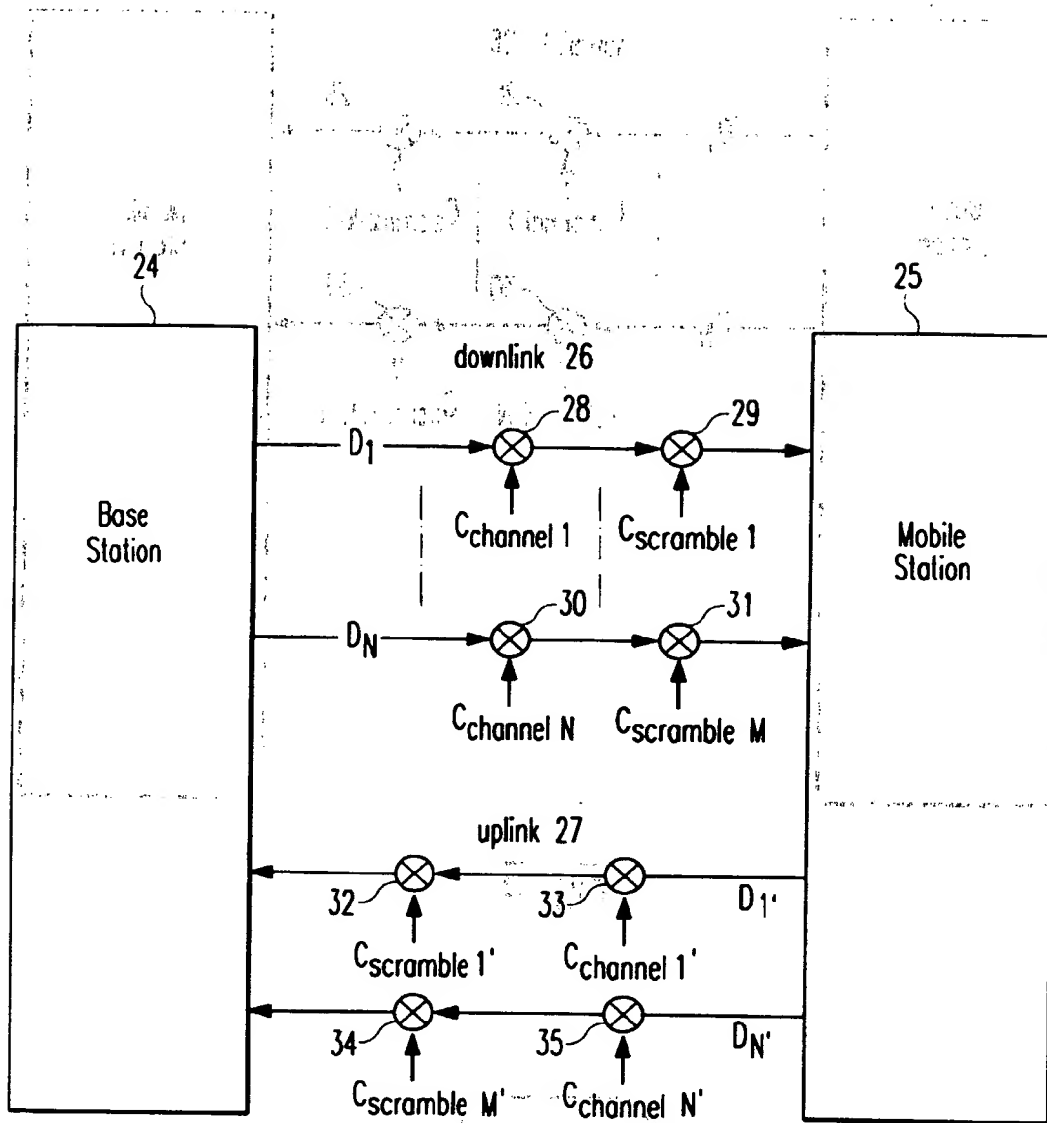 24
25
downlink 26
28
29
D1
Base
Station
Cchannel 1
Cscramble 1
Mobile
Station
30
31
DN
Cchannel N
Cscramble M
uplink 27
32
33
D1'
Cscramble 1'
Cchannel 1'
34
35
DN'
Cscramble M'
Cchannel N'